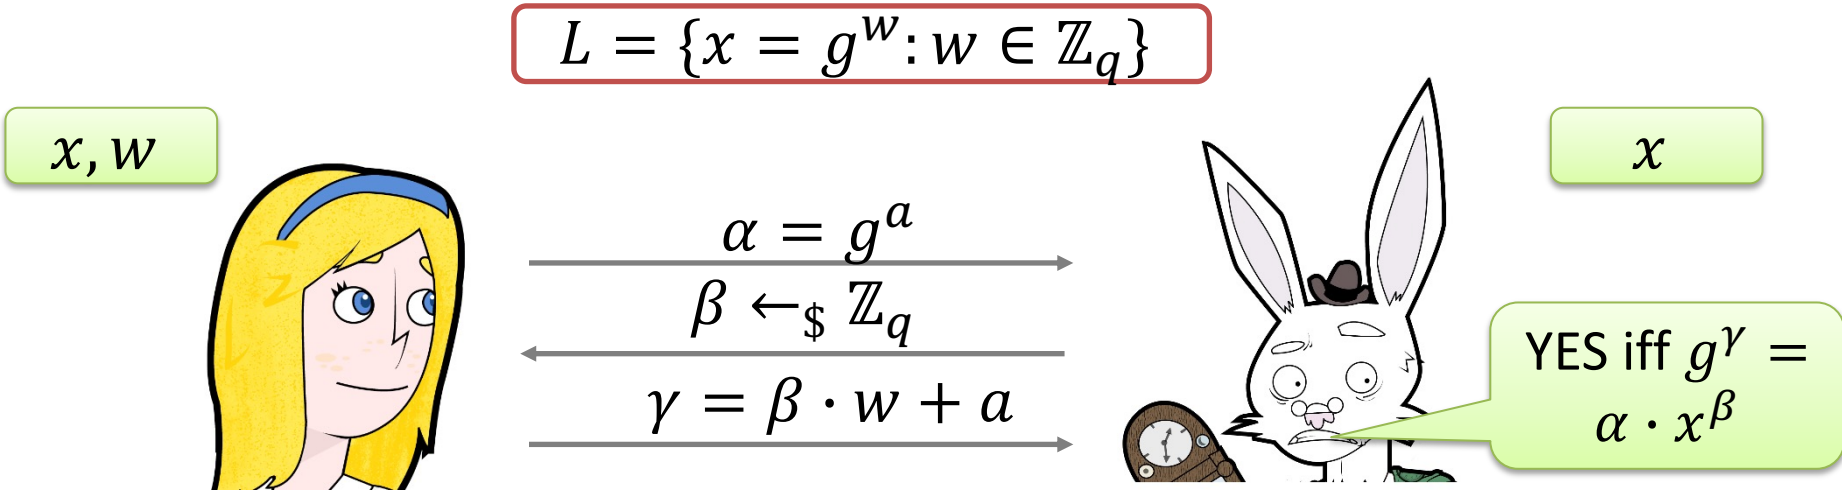 L = {x = g^w : w ∈ ℤ_q}
x, w
x
α = g^a
β ←_$ ℤ_q
γ = β · w + a
YES iff g^γ =
α · x^β